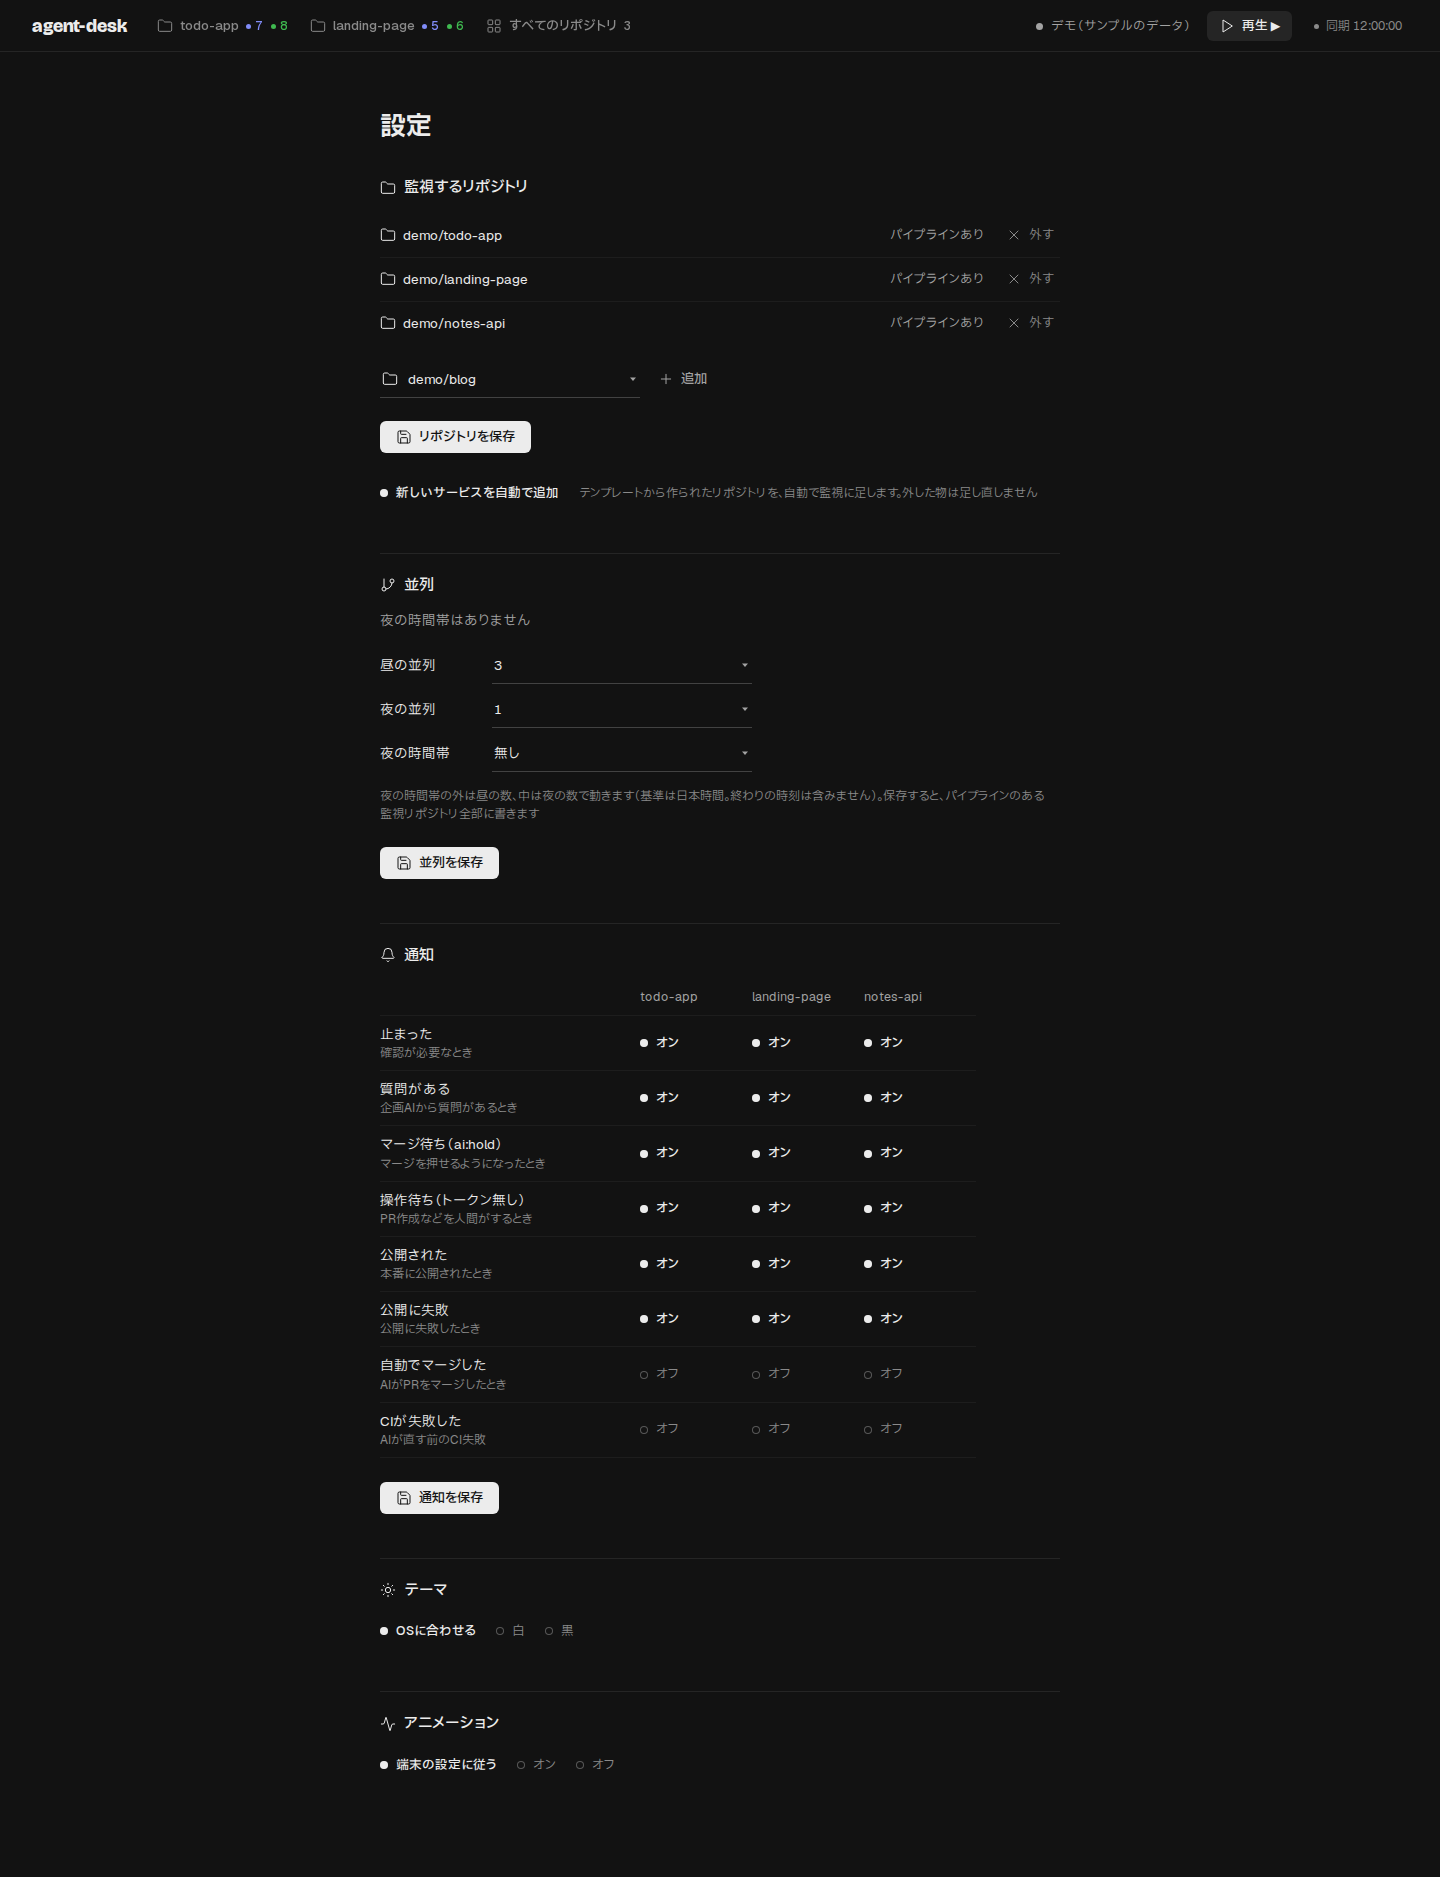 agent-desk todo-app 7 8 landing-page 5 6 すべてのリポジトリ 3 デモ（サンプルのデータ） 再生▶ 同期 12:00:00
設定
監視するリポジトリ
demo/todo-app パイプラインあり 外す
demo/landing-page パイプラインあり 外す
demo/notes-api パイプラインあり 外す
demo/blog 追加
リポジトリを保存
新しいサービスを自動で追加 テンプレートから作られたリポジトリを、自動で監視に足します。外した物は足し直しません
並列
夜の時間帯はありません
昼の並列 3
夜の並列 1
夜の時間帯 無し
夜の時間帯の外は昼の数、中は夜の数で動きます（基準は日本時間。終わりの時刻は含みません）。保存すると、パイプラインのある
監視リポジトリ全部に書きます
並列を保存
通知
todo-app landing-page notes-api
止まった
確認が必要なとき
オン オン オン
質問がある
企画AIから質問があるとき
オン オン オン
マージ待ち（ai:hold）
マージを押せるようになったとき
オン オン オン
操作待ち（トークン無し）
PR作成などを人間がするとき
オン オン オン
公開された
本番に公開されたとき
オン オン オン
公開に失敗
公開に失敗したとき
オン オン オン
自動でマージした
AIがPRをマージしたとき
オフ オフ オフ
CIが失敗した
AIが直す前のCI失敗
オフ オフ オフ
通知を保存
テーマ
OSに合わせる 白 黒
アニメーション
端末の設定に従う オン オフ